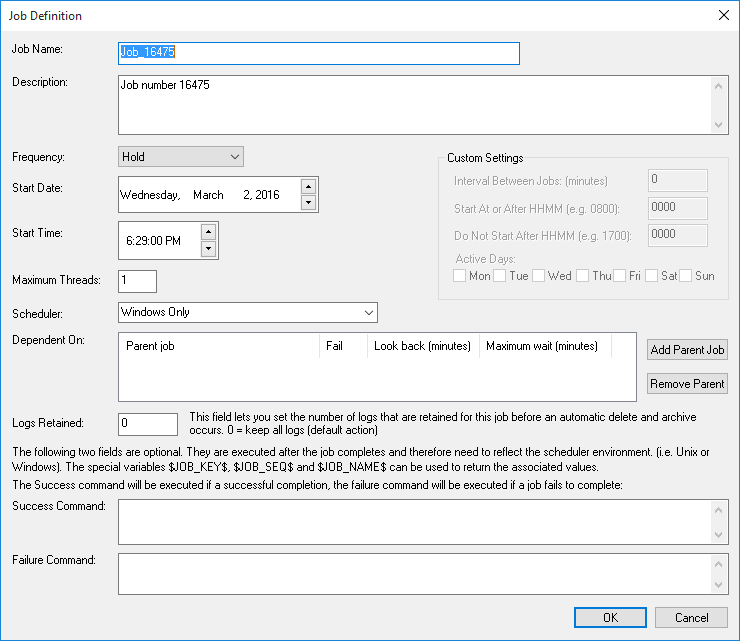 Job Definition
Job Name: Job_16475
Description: Job number 16475
Frequency: Hold
Start Date: Wednesday, March 2, 2016
Start Time: 6:29:00 PM
Custom Settings
Interval Between Jobs: (minutes) 0
Start At or After HHMM (e.g. 0800): 0000
Do Not Start After HHMM (e.g. 1700): 0000
Active Days:
Mon Tue Wed Thu Fri Sat Sun
Maximum Threads: 1
Scheduler: Windows Only
Dependent On: Parent job Fail Look back (minutes) Maximum wait (minutes)
Add Parent Job
Remove Parent
Logs Retained: 0
This field lets you set the number of logs that are retained for this job before an automatic delete and archive
occurs. 0 = keep all logs (default action)
The following two fields are optional. They are executed after the job completes and therefore need to reflect the scheduler environment. (i.e. Unix or
Windows). The special variables $JOB_KEY$, $JOB_SEQ$ and $JOB_NAME$ can be used to return the associated values.
The Success command will be executed if a successful completion, the failure command will be executed if a job fails to complete:
Success Command:
Failure Command:
OK Cancel